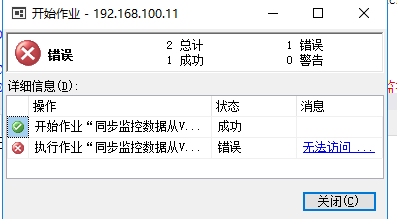 开始作业 - 192.168.100.11
错误
2 总计
1 错误
1 成功
0 警告
详细信息(D):
操作 状态 消息
开始作业“同步监控数据从V... 成功
执行作业“同步监控数据从V... 错误 无法访问 ...
关闭(C)